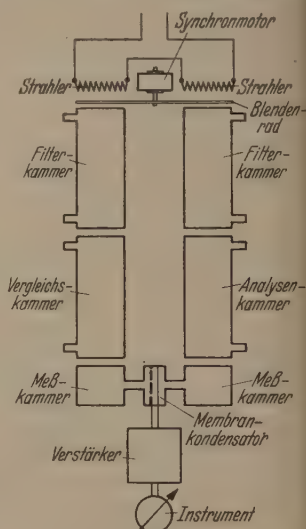 Synchronmotor
Strahler
Strahler
Blenden-
rad
Filter-
kammer
Filter-
kammer
Vergleichs-
kammer
Analysen-
kammer
Meß-
kammer
Meß-
kammer
Membran-
kondensator
Verstärker
Instrument